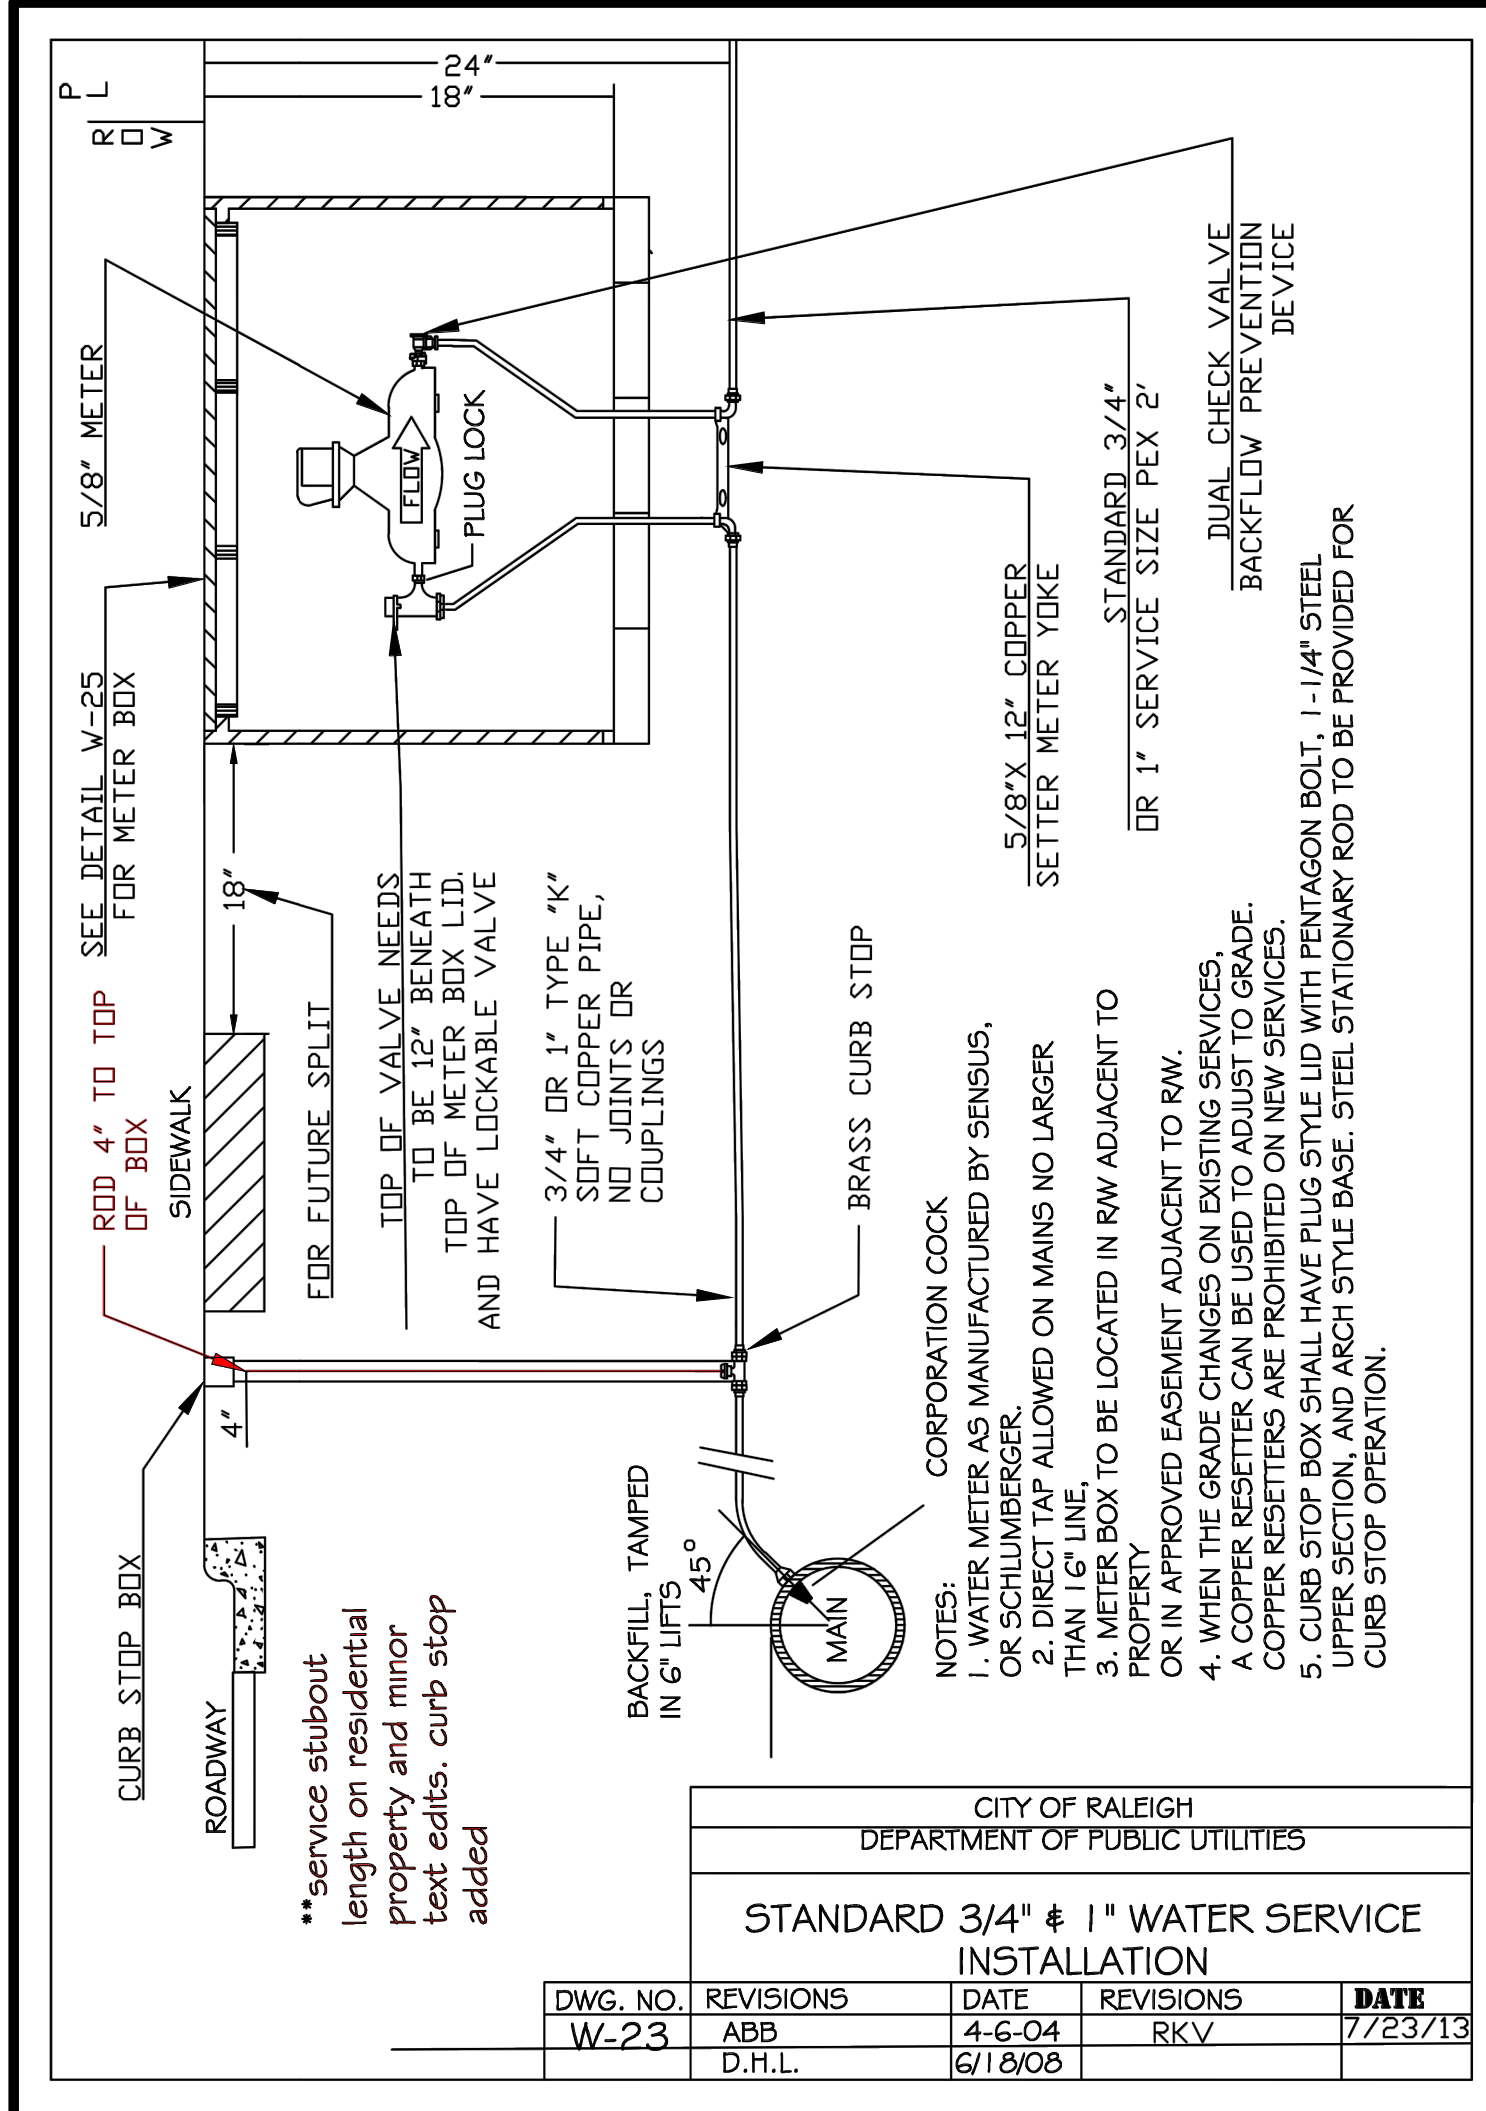 P
L
R
O
W
24"
18"
5/8" METER
SEE DETAIL W-25
FOR METER BOX
ROD 4" TO TOP
OF BOX
SIDEWALK
18"
FOR FUTURE SPLIT
CURB STOP BOX
4"
ROADWAY
FLOW
PLUG LOCK
TOP OF VALVE NEEDS
TO BE 12" BENEATH
TOP OF METER BOX LID.
AND HAVE LOCKABLE VALVE
3/4" OR 1" TYPE "K"
SOFT COPPER PIPE,
NO JOINTS OR
COUPLINGS
BRASS CURB STOP
5/8"X 12" COPPER
SETTER METER YOKE
STANDARD 3/4"
OR 1" SERVICE SIZE PEX 2'
DUAL CHECK VALVE
BACKFLOW PREVENTION
DEVICE
**service stubout
length on residential
property and minor
text edits. curb stop
added
BACKFILL, TAMPED
IN 6" LIFTS
45°
MAIN
CORPORATION COCK
NOTES:
1. WATER METER AS MANUFACTURED BY SENSUS,
OR SCHLUMBERGER.
2. DIRECT TAP ALLOWED ON MAINS NO LARGER
THAN 16" LINE,
3. METER BOX TO BE LOCATED IN R/W ADJACENT TO
PROPERTY
OR IN APPROVED EASEMENT ADJACENT TO R/W.
4. WHEN THE GRADE CHANGES ON EXISTING SERVICES,
A COPPER RESETTER CAN BE USED TO ADJUST TO GRADE.
COPPER RESETTERS ARE PROHIBITED ON NEW SERVICES.
5. CURB STOP BOX SHALL HAVE PLUG STYLE LID WITH PENTAGON BOLT, 1-1/4" STEEL
UPPER SECTION, AND ARCH STYLE BASE. STEEL STATIONARY ROD TO BE PROVIDED FOR
CURB STOP OPERATION.
CITY OF RALEIGH
DEPARTMENT OF PUBLIC UTILITIES
STANDARD 3/4" & 1" WATER SERVICE
INSTALLATION
DWG. NO. REVISIONS DATE REVISIONS DATE
W-23 ABB 4-6-04 RKV 7/23/13
D.H.L. 6/18/08